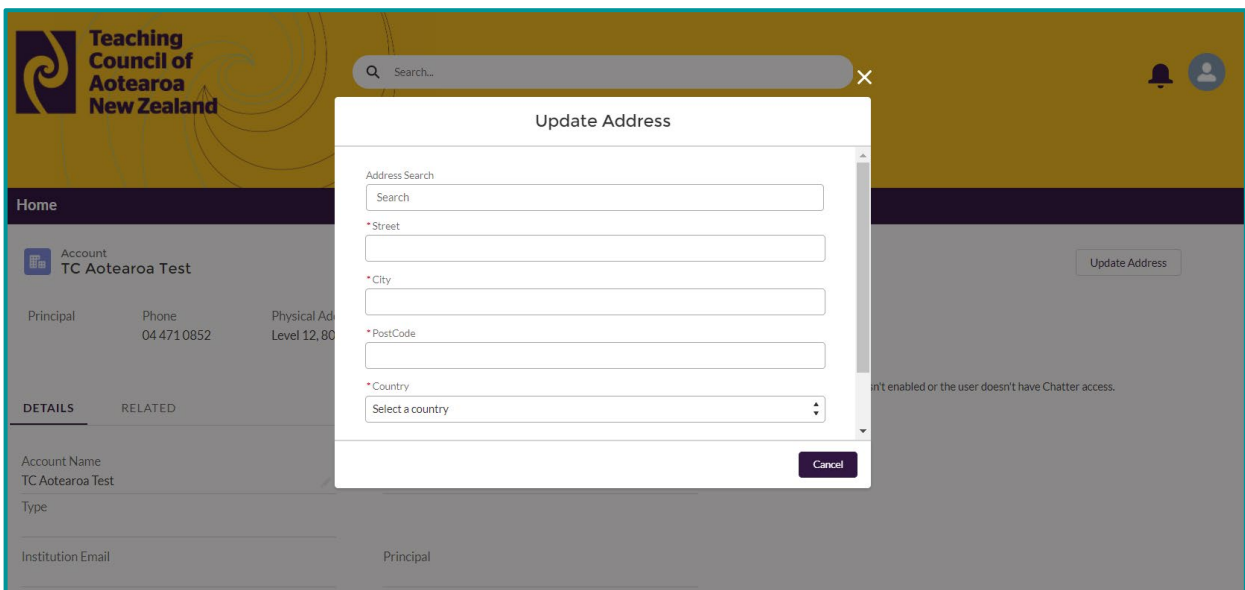 Teaching
Council of
Aotearoa
New Zealand
Search...
Update Address
Address Search
Search
*Street
*City
*PostCode
*Country
Select a country
Cancel
Home
Account
TC Aotearoa Test
Update Address
Principal Phone Physical Ad
04 471 0852 Level 12, 80
sn't enabled or the user doesn't have Chatter access.
DETAILS RELATED
Account Name
TC Aotearoa Test
Type
Institution Email Principal